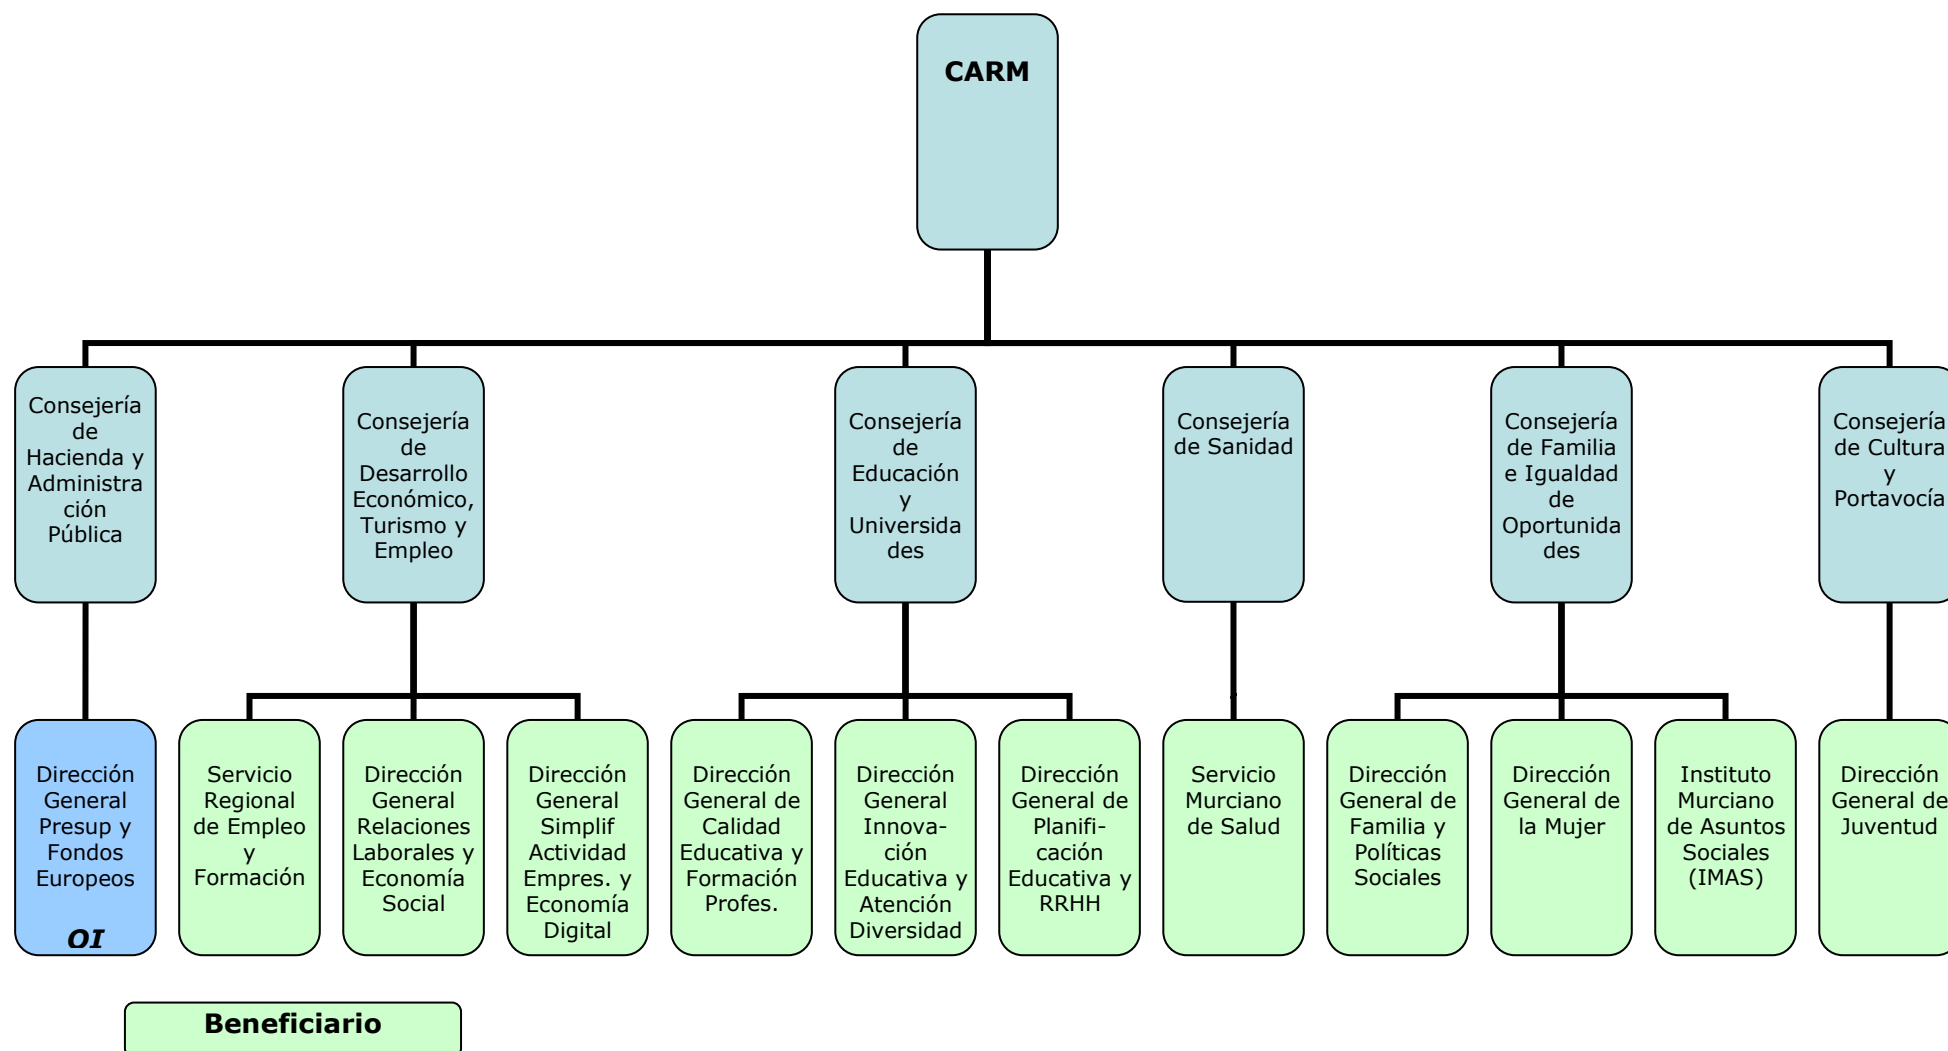 CARM
Consejería
de
Hacienda y
Administra
ción
Pública
Consejería
de
Desarrollo
Económico,
Turismo y
Empleo
Consejería
de
Educación
y
Universida
des
Consejería
de Sanidad
Consejería
de Familia
e Igualdad
de
Oportunida
des
Consejería
de Cultura
y
Portavocía
Dirección
General
Presup y
Fondos
Europeos
OI
Servicio
Regional
de Empleo
y
Formación
Dirección
General
Relaciones
Laborales y
Economía
Social
Dirección
General
Simplif
Actividad
Empres. y
Economía
Digital
Dirección
General de
Calidad
Educativa y
Formación
Profes.
Dirección
General
Innova-
ción
Educativa y
Atención
Diversidad
Dirección
General de
Planifi-
cación
Educativa y
RRHH
Servicio
Murciano
de Salud
Dirección
General de
Familia y
Políticas
Sociales
Dirección
General de
la Mujer
Instituto
Murciano
de Asuntos
Sociales
(IMAS)
Dirección
General de
Juventud
Beneficiario